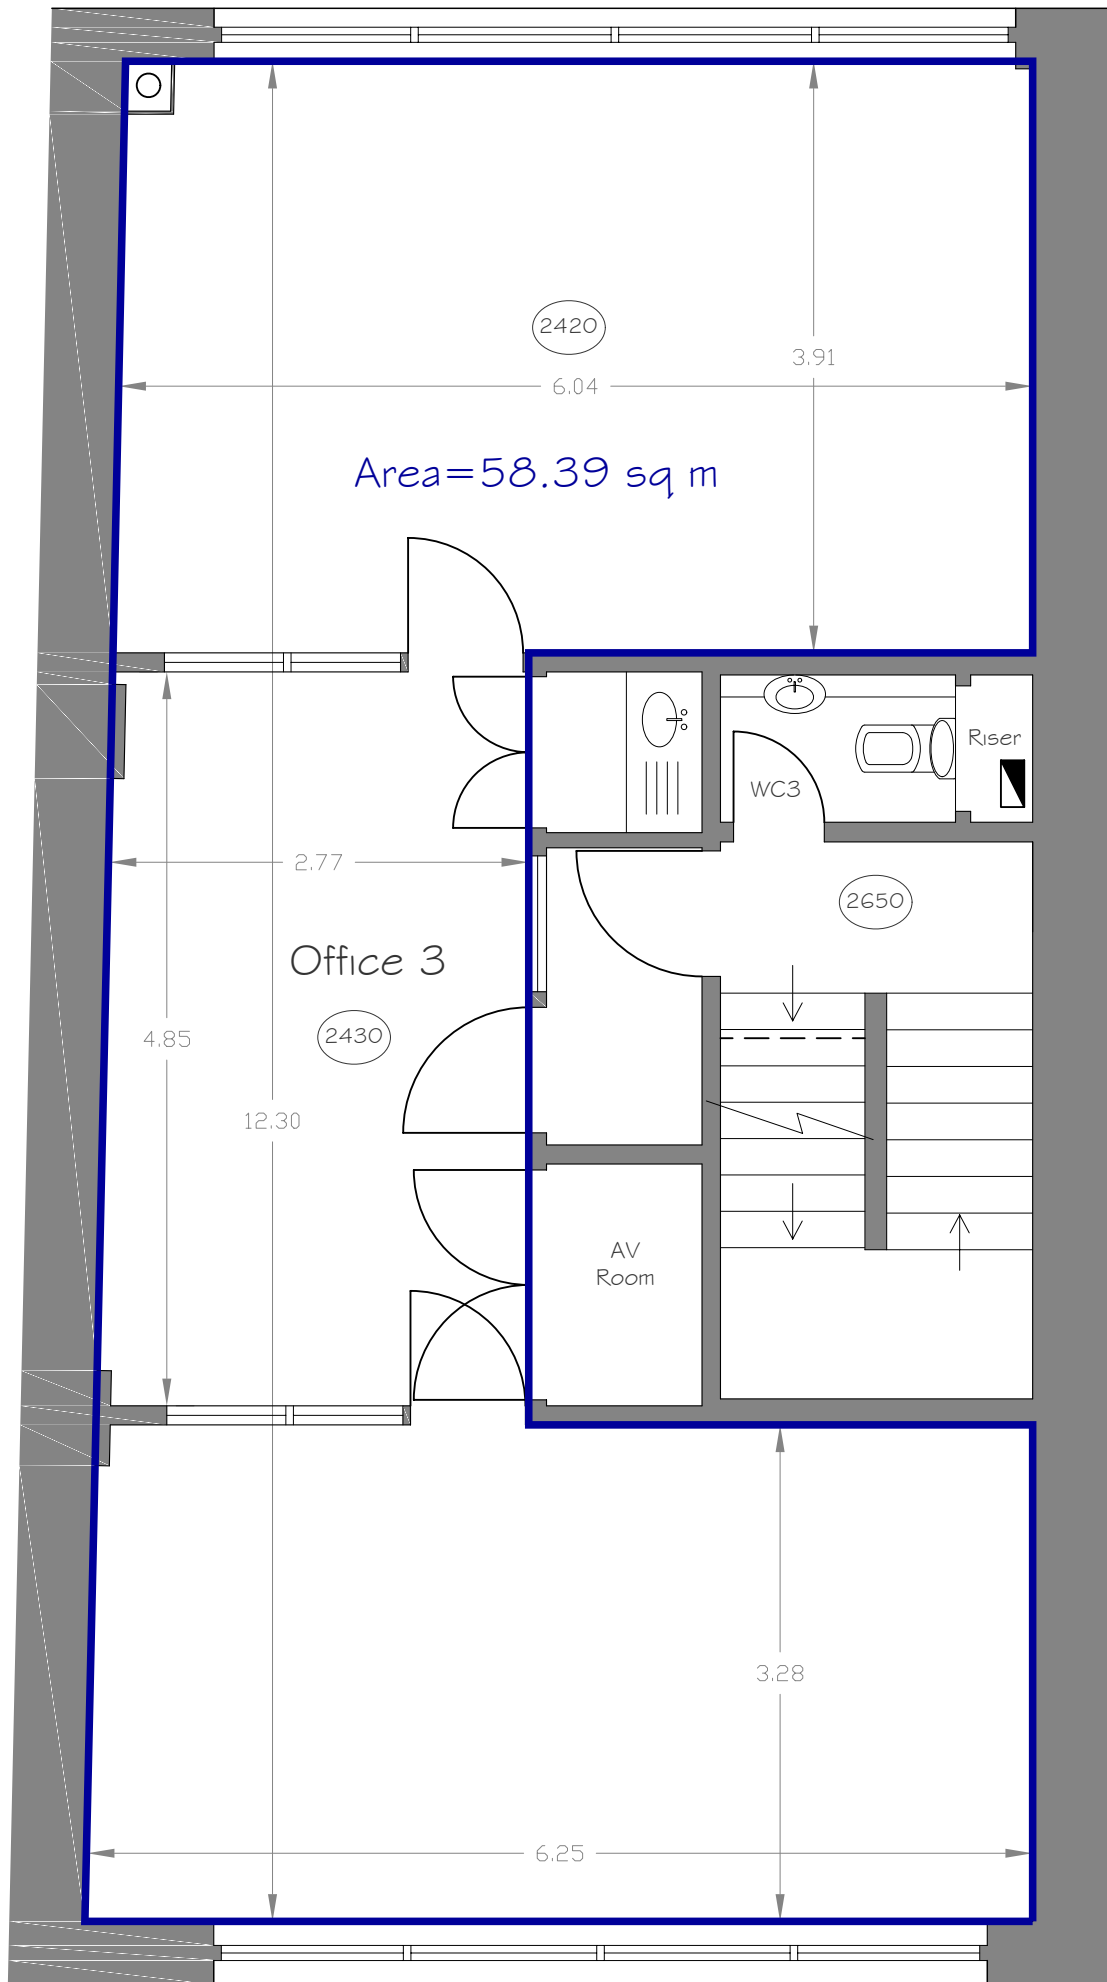 2420
3.91
6.04
Area=58.39 sq m
Riser
WC3
2.77
2650
Office 3
2430
4.85
12.30
AV
Room
3.28
6.25